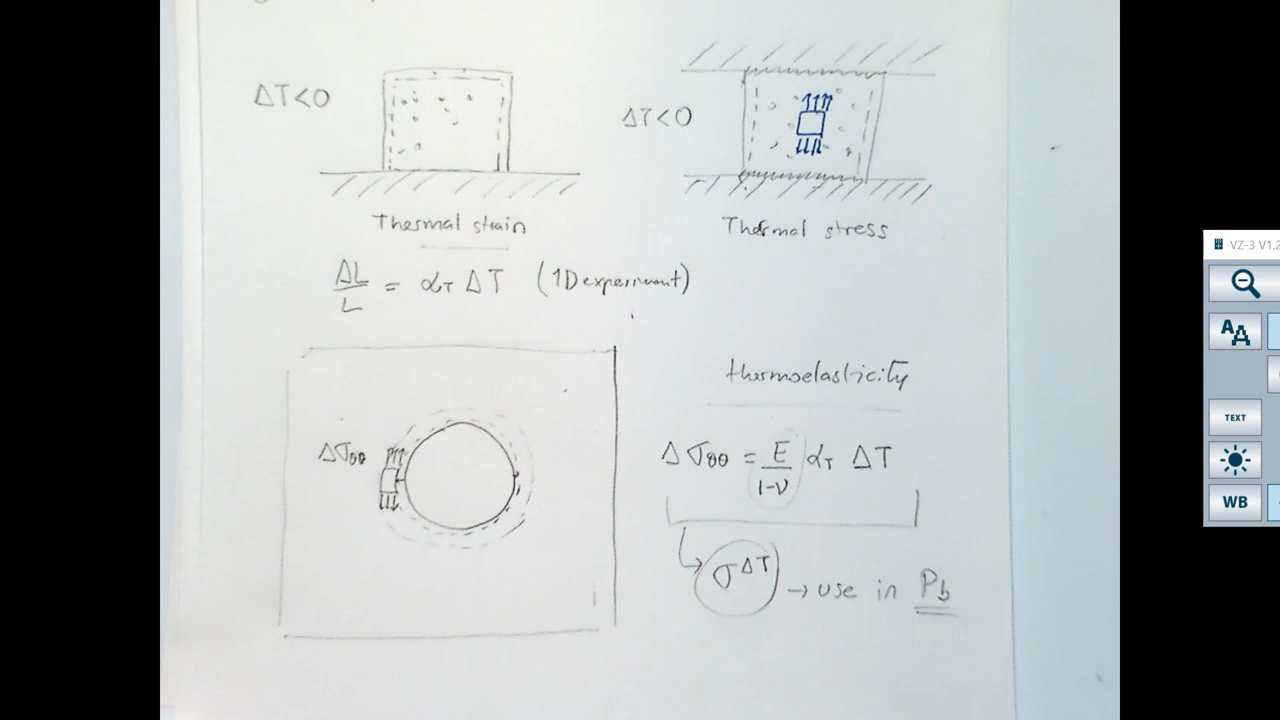 ΔT<0
ΔT<0
Thermal strain
Thermal stress
ΔL/L = α_T ΔT (1D experiment)
thermoelasticity
Δσ_θθ
Δσ_θθ = E/(1-ν) α_T ΔT
σ^ΔT → use in P_b
VZ-3 V1.2
AA
TEXT
WB